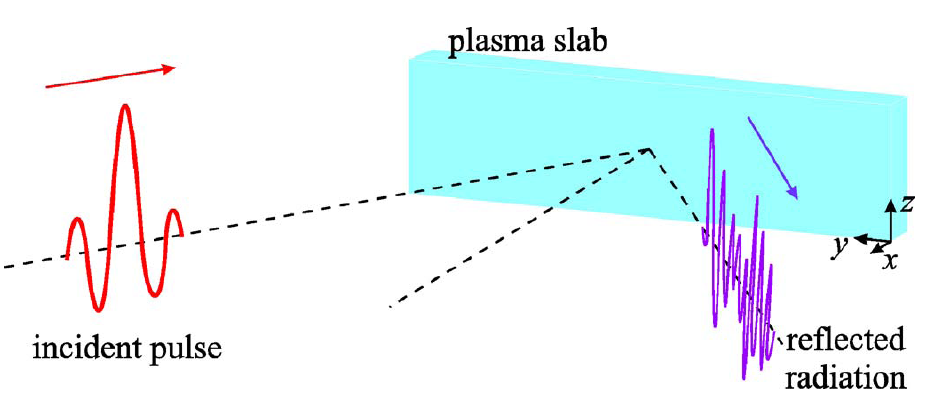 plasma slab
z
y
x
incident pulse
reflected
radiation